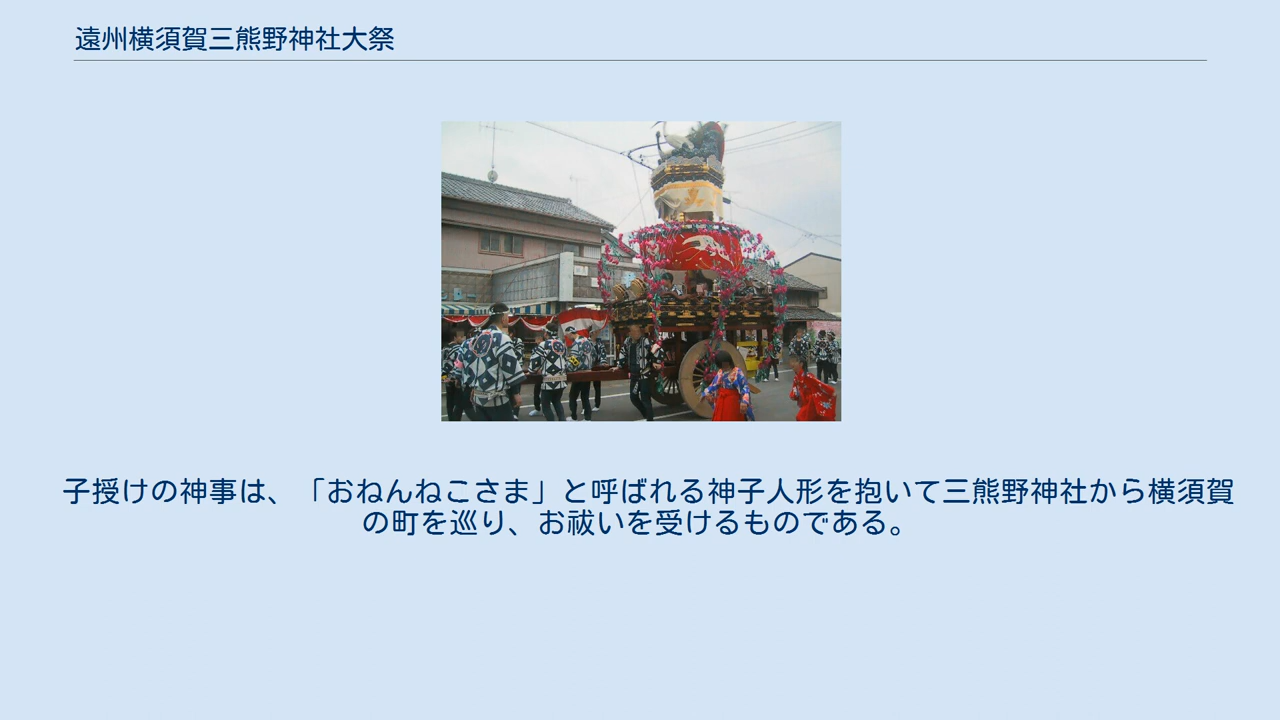 遠州横須賀三熊野神社大祭
子授けの神事は、「おねんねこさま」と呼ばれる神子人形を抱いて三熊野神社から横須賀
の町を巡り、お祓いを受けるものである。